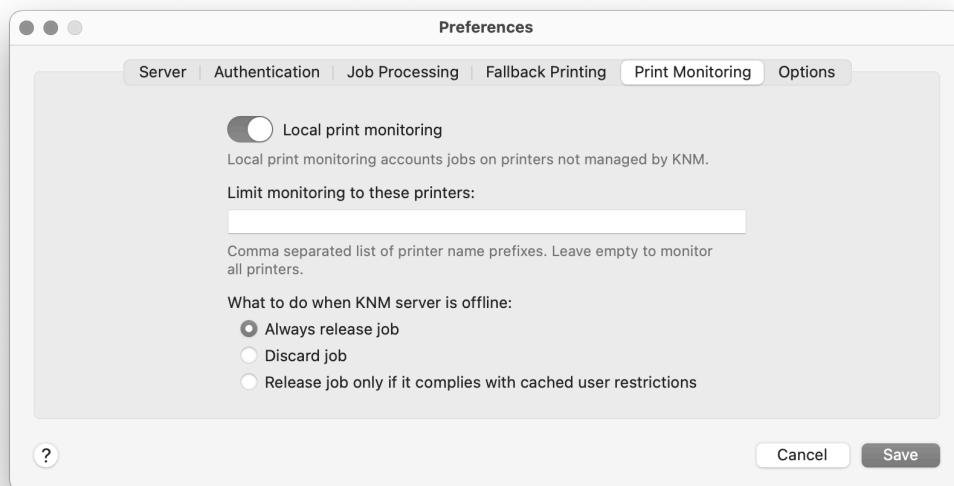 Preferences
Server
Authentication
Job Processing
Fallback Printing
Print Monitoring
Options
Local print monitoring
Local print monitoring accounts jobs on printers not managed by KNM.
Limit monitoring to these printers:
Comma separated list of printer name prefixes. Leave empty to monitor
all printers.
What to do when KNM server is offline:
Always release job
Discard job
Release job only if it complies with cached user restrictions
?
Cancel
Save